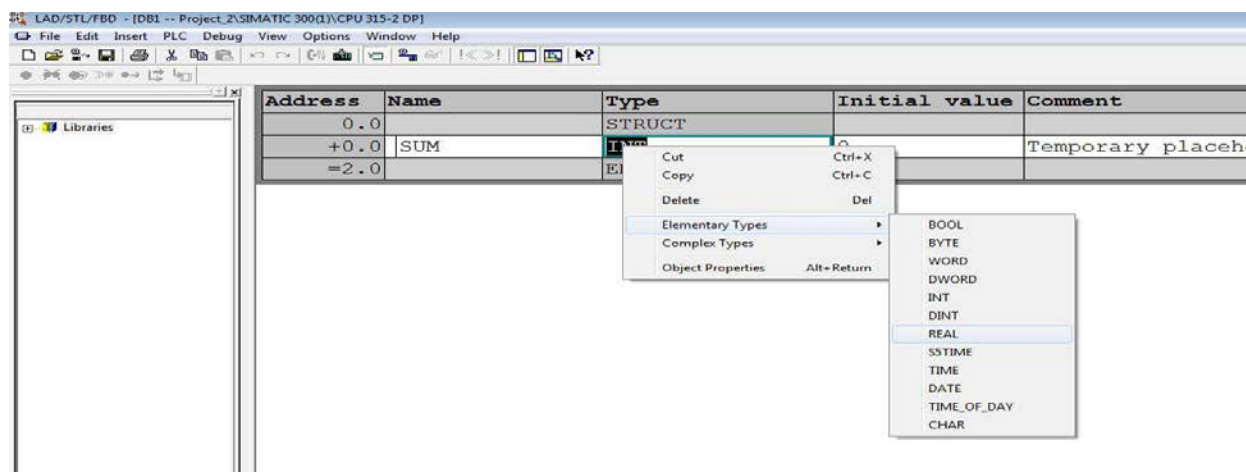 LAD/STL/FBD - [DB1 -- Project_2\SIMATIC 300(1)\CPU 315-2 DP]
File Edit Insert PLC Debug View Options Window Help
Libraries
Address Name Type Initial value Comment
0.0 STRUCT
+0.0 SUM INT Temporary placeh
=2.0
Cut Ctrl+X
Copy Ctrl+C
Delete Del
Elementary Types
Complex Types
Object Properties Alt+Return
BOOL
BYTE
WORD
DWORD
INT
DINT
REAL
S5TIME
TIME
DATE
TIME_OF_DAY
CHAR